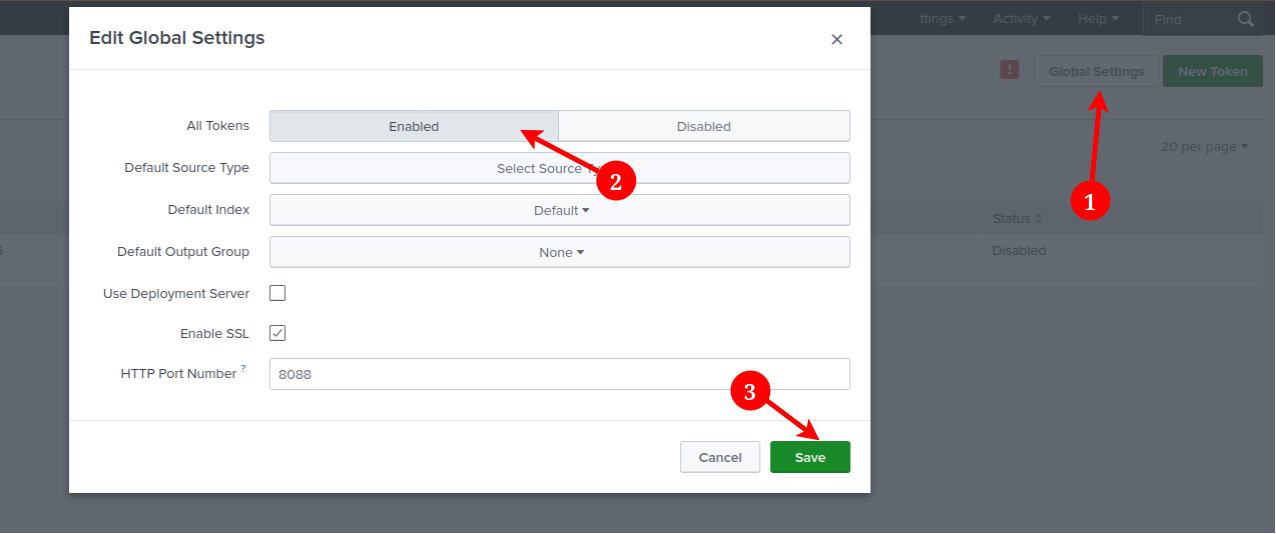 ttings Activity Help Find
Edit Global Settings
! Global Settings New Token
All Tokens Enabled Disabled
20 per page
Default Source Type Select Source Ty
2
1
Default Index Default
Status
Default Output Group None
Disabled
Use Deployment Server
Enable SSL
HTTP Port Number ? 8088
3
Cancel Save